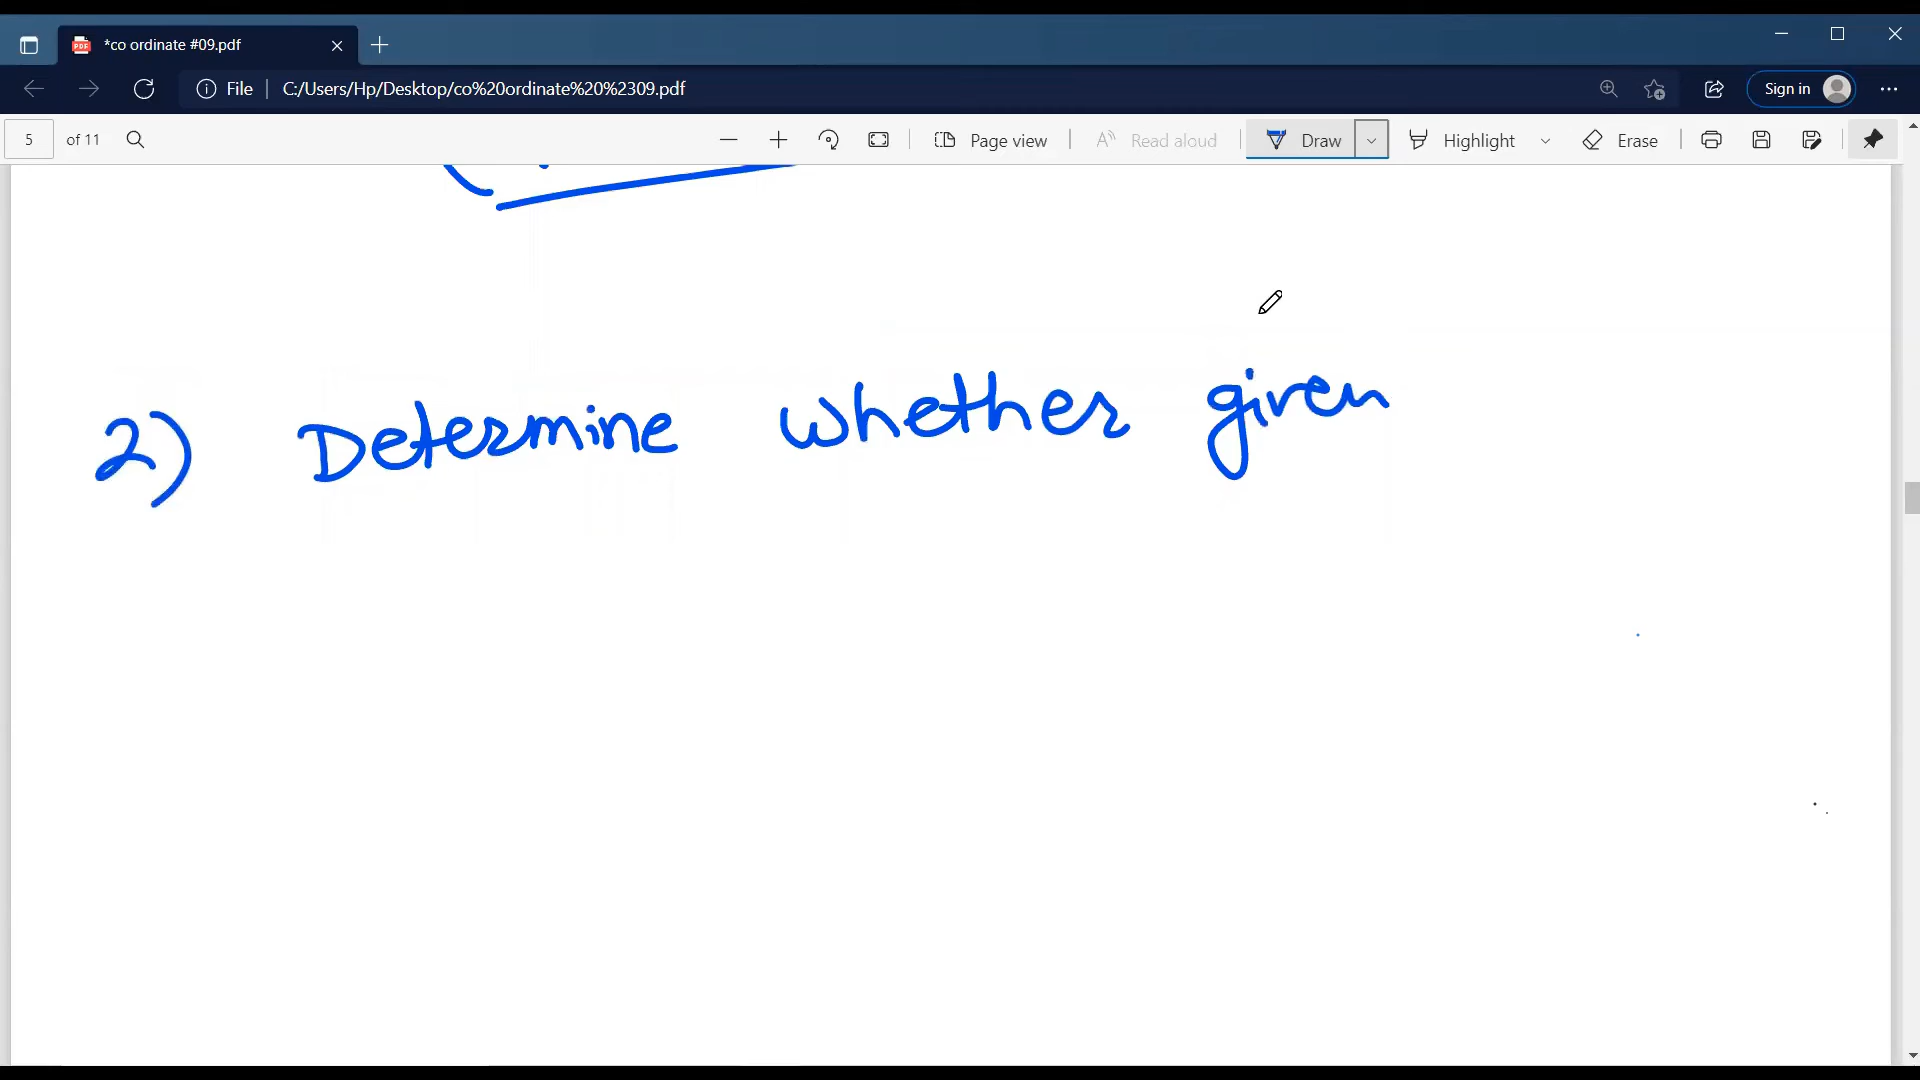 *co ordinate #09.pdf
File | C:/Users/Hp/Desktop/co%20ordinate%20%2309.pdf
Sign in
5 of 11
Page view
Read aloud
Draw
Highlight
Erase
2) Determine whether given